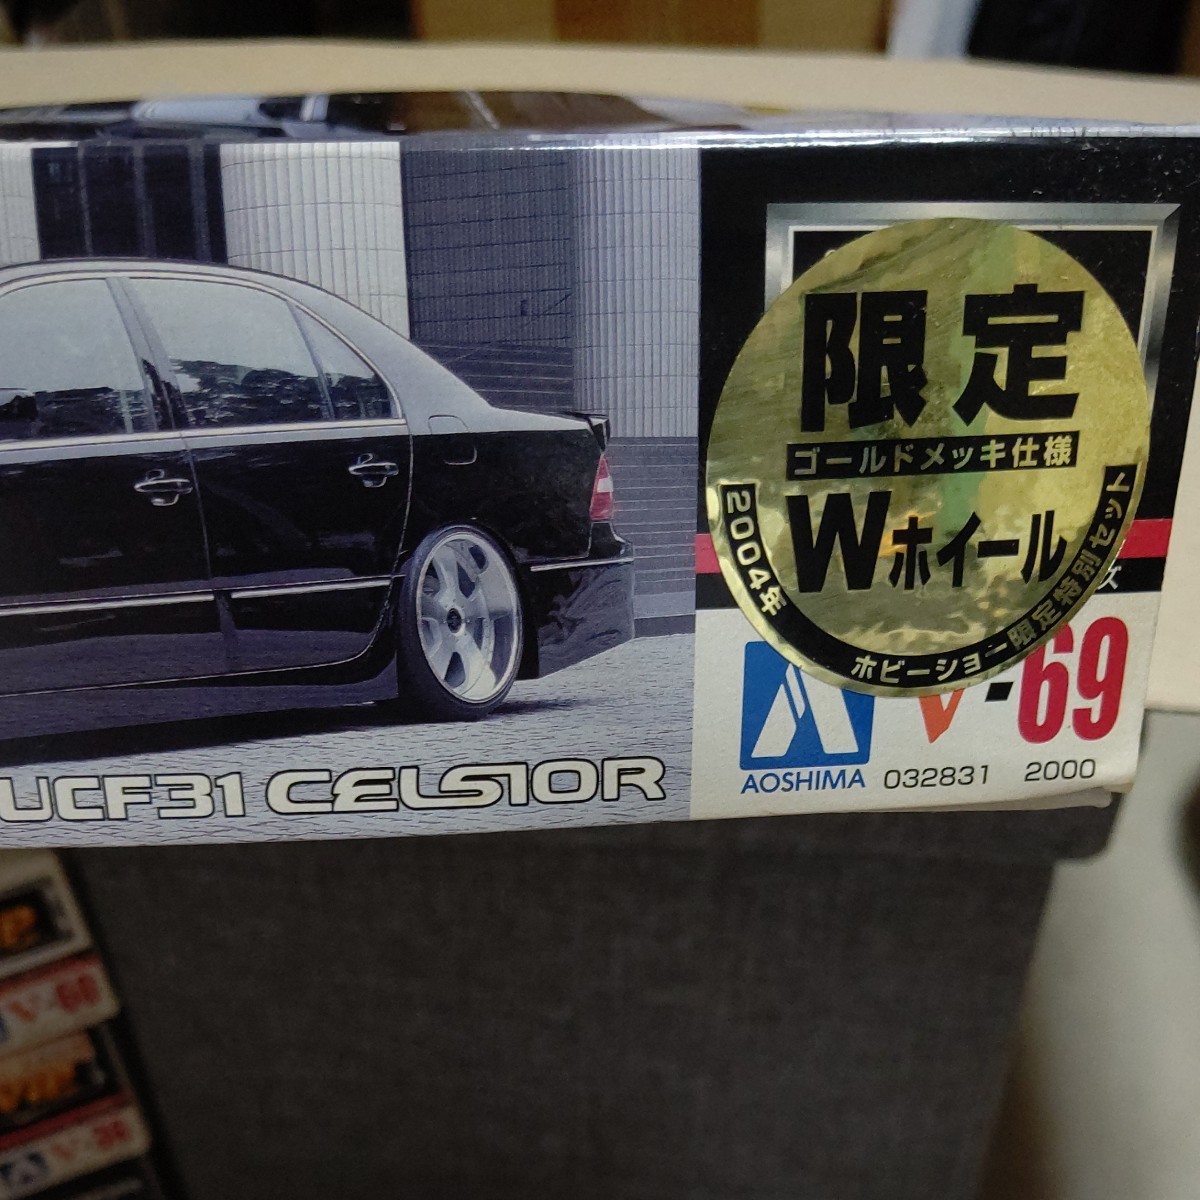 限定
ゴールドメッキ仕様
Wホイール
2004年
ホビーショー限定特別セット
ズ
V-69
UCF31 CELSIOR
AOSHIMA 032831 2000
V-60